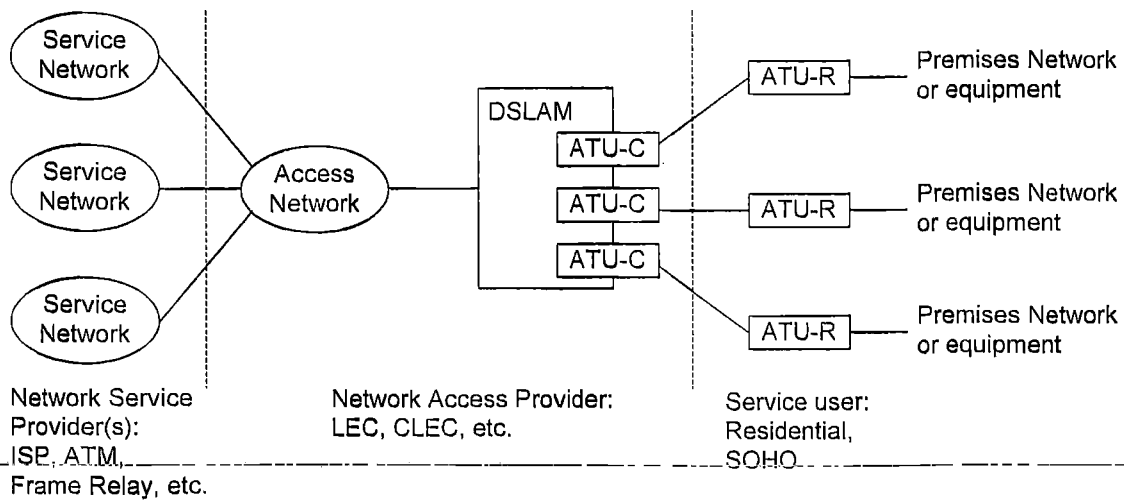 Service
Network
Service
Network
Service
Network
Access
Network
DSLAM
ATU-C
ATU-C
ATU-C
ATU-R
ATU-R
ATU-R
Premises Network
or equipment
Premises Network
or equipment
Premises Network
or equipment
Network Service
Provider(s):
ISP, ATM,
Frame Relay, etc.
Network Access Provider:
LEC, CLEC, etc.
Service user:
Residential,
SOHO